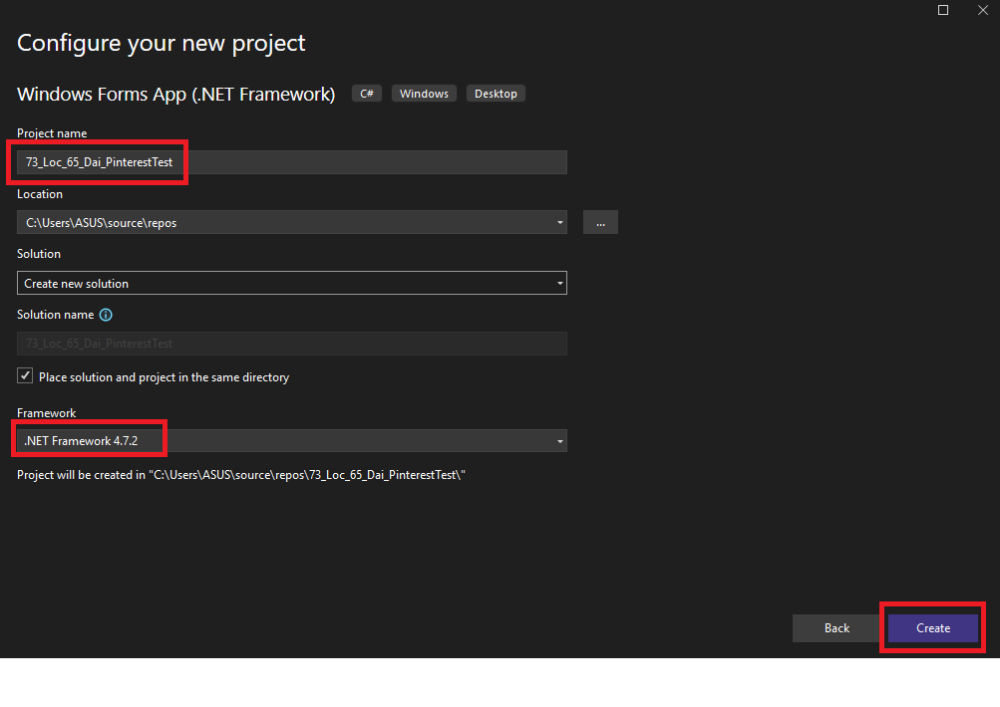 Configure your new project
Windows Forms App (.NET Framework) C# Windows Desktop
Project name
73_Loc_65_Dai_PinterestTest
Location
C:\Users\ASUS\source\repos
...
Solution
Create new solution
Solution name
73_Loc_65_Dai_PinterestTest
Place solution and project in the same directory
Framework
.NET Framework 4.7.2
Project will be created in "C:\Users\ASUS\source\repos\73_Loc_65_Dai_PinterestTest\"
Back Create